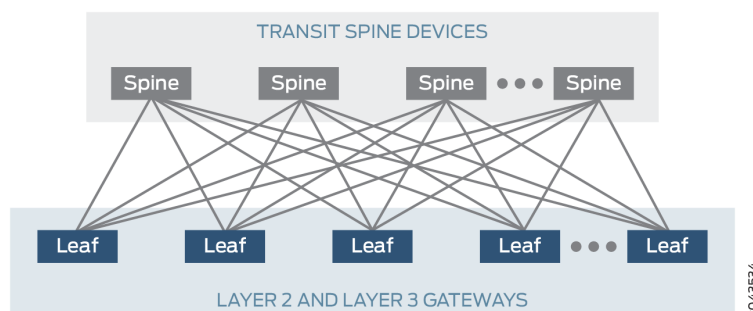 TRANSIT SPINE DEVICES
Spine Spine Spine Spine
Leaf Leaf Leaf Leaf Leaf
LAYER 2 AND LAYER 3 GATEWAYS